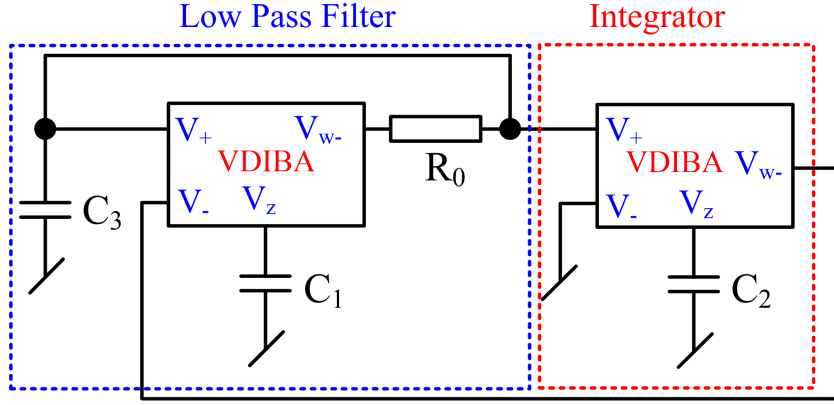 Low Pass Filter
Integrator
V+
Vw-
VDIBA
V-
Vz
R0
C3
C1
V+
VDIBA
Vw-
V-
Vz
C2